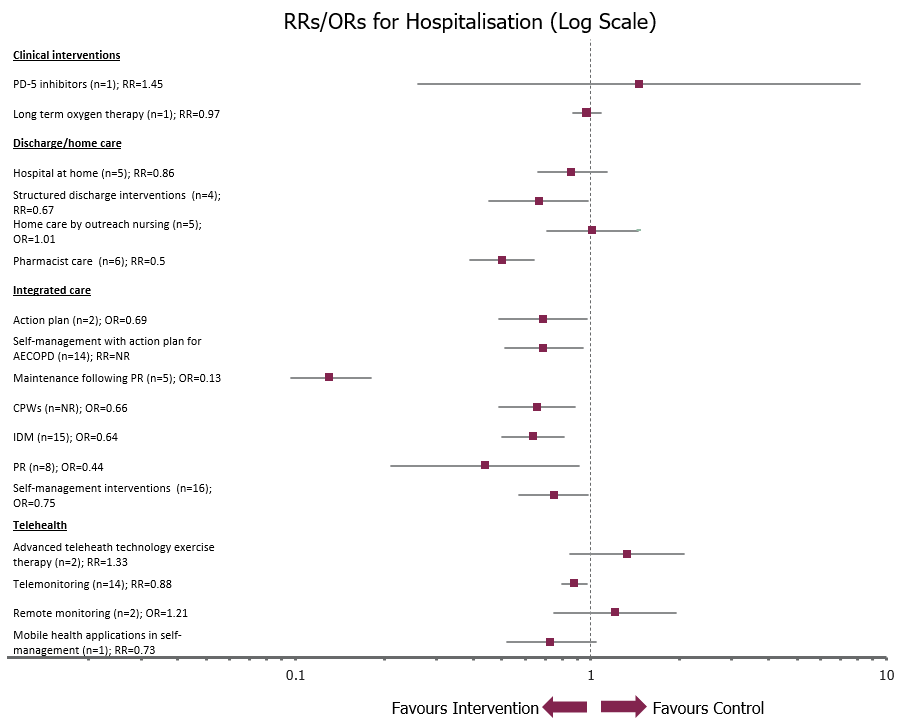 RRs/ORs for Hospitalisation (Log Scale)
Clinical interventions
PD-5 inhibitors (n=1); RR=1.45
Long term oxygen therapy (n=1); RR=0.97
Discharge/home care
Hospital at home (n=5); RR=0.86
Structured discharge interventions (n=4);
RR=0.67
Home care by outreach nursing (n=5);
OR=1.01
Pharmacist care (n=6); RR=0.5
Integrated care
Action plan (n=2); OR=0.69
Self-management with action plan for
AECOPD (n=14); RR=NR
Maintenance following PR (n=5); OR=0.13
CPWs (n=NR); OR=0.66
IDM (n=15); OR=0.64
PR (n=8); OR=0.44
Self-management interventions (n=16);
OR=0.75
Telehealth
Advanced teleheath technology exercise
therapy (n=2); RR=1.33
Telemonitoring (n=14); RR=0.88
Remote monitoring (n=2); OR=1.21
Mobile health applications in self-
management (n=1); RR=0.73
0.1 1 10
Favours Intervention Favours Control